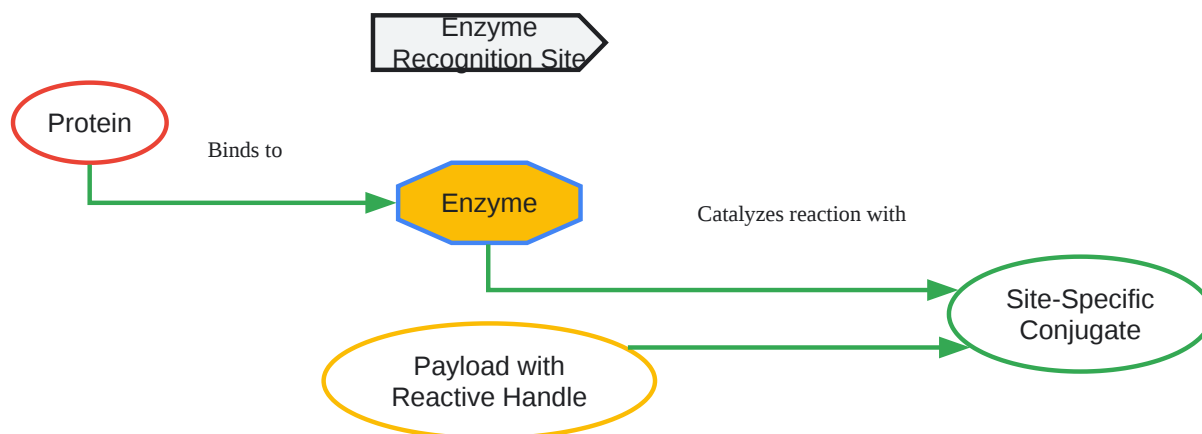 Enzyme
Recognition Site
Protein
Binds to
Enzyme
Catalyzes reaction with
Site-Specific
Conjugate
Payload with
Reactive Handle